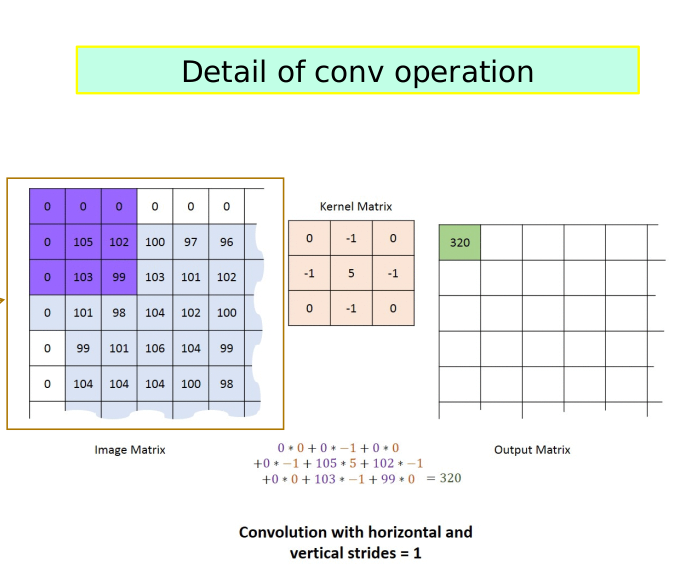 Detail of conv operation
Kernel Matrix
0 0 0 0 0 0
0 105 102 100 97 96
0 103 99 103 101 102
0 101 98 104 102 100
0 99 101 106 104 99
0 104 104 104 100 98
0 -1 0
-1 5 -1
0 -1 0
320
Image Matrix
0 * 0 + 0 * −1 + 0 * 0
+0 * −1 + 105 * 5 + 102 * −1
+0 * 0 + 103 * −1 + 99 * 0 = 320
Output Matrix
Convolution with horizontal and
vertical strides = 1